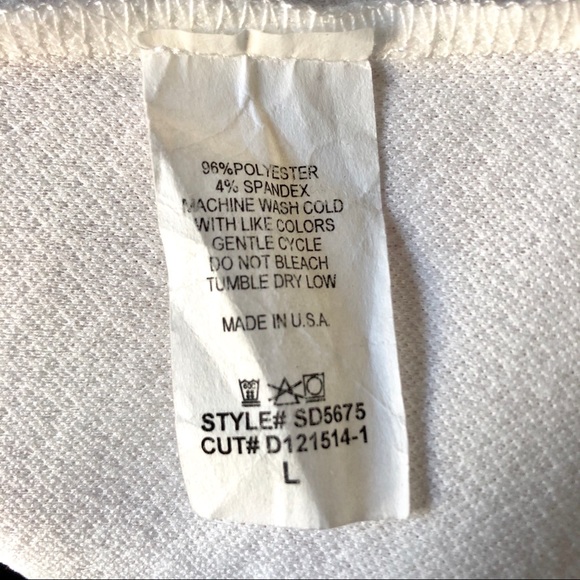 96%POLYESTER
4% SPANDEX
MACHINE WASH COLD
WITH LIKE COLORS
GENTLE CYCLE
DO NOT BLEACH
TUMBLE DRY LOW
MADE IN U.S.A
STYLE# SD5675
CUT# D121514-1
L